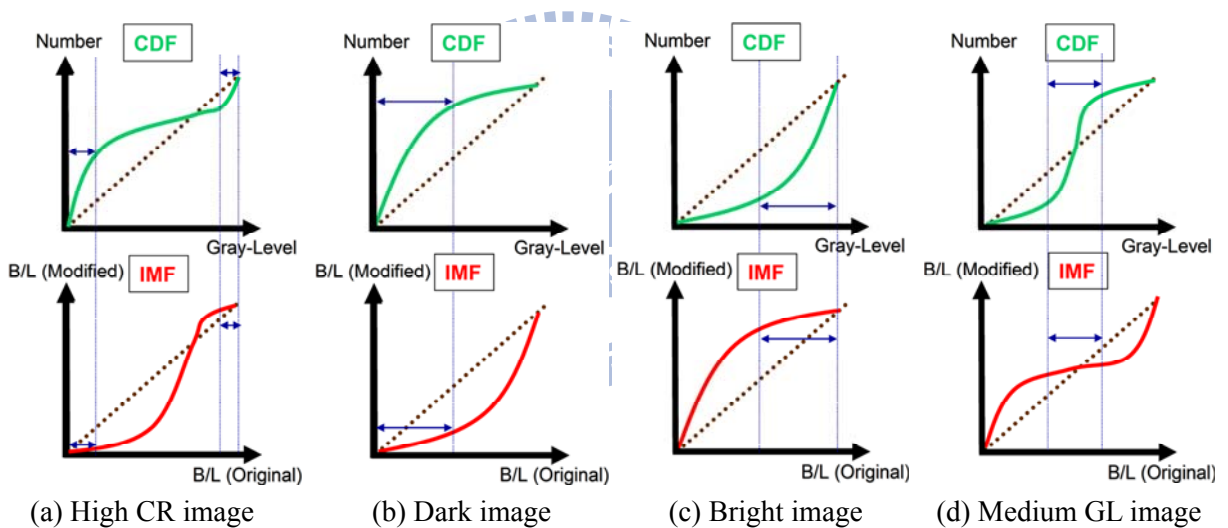 Number CDF
Gray-Level
B/L (Modified) IMF
B/L (Original)
(a) High CR image
Number CDF
Gray-Level
B/L (Modified) IMF
B/L (Original)
(b) Dark image
Number CDF
Gray-Level
B/L (Modified) IMF
B/L (Original)
(c) Bright image
Number CDF
Gray-Level
B/L (Modified) IMF
B/L (Original)
(d) Medium GL image